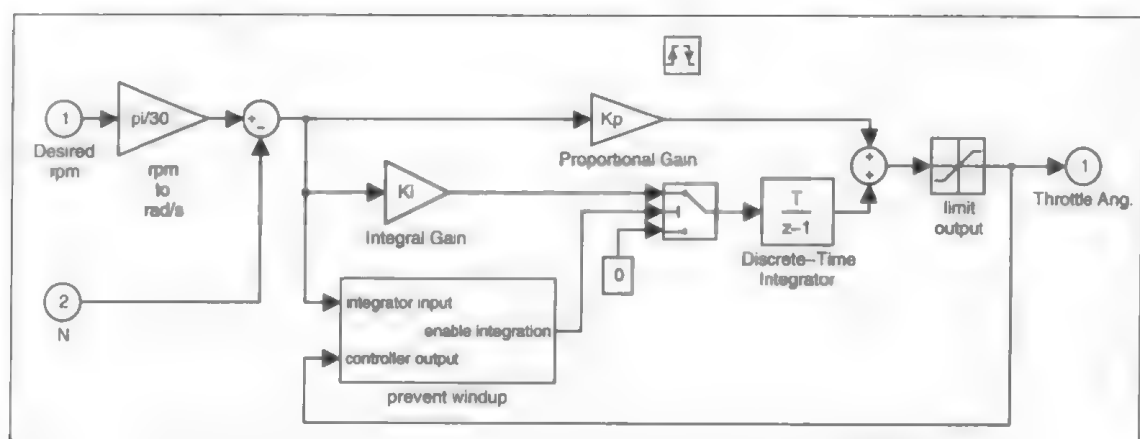 1
Desired
rpm
pi/30
rpm
to
rad/s
+
-
Kp
Proportional Gain
Ki
Integral Gain
0
T
z-1
Discrete-Time
Integrator
+
+
limit
output
1
Throttle Ang.
2
N
integrator input
enable integration
controller output
prevent windup